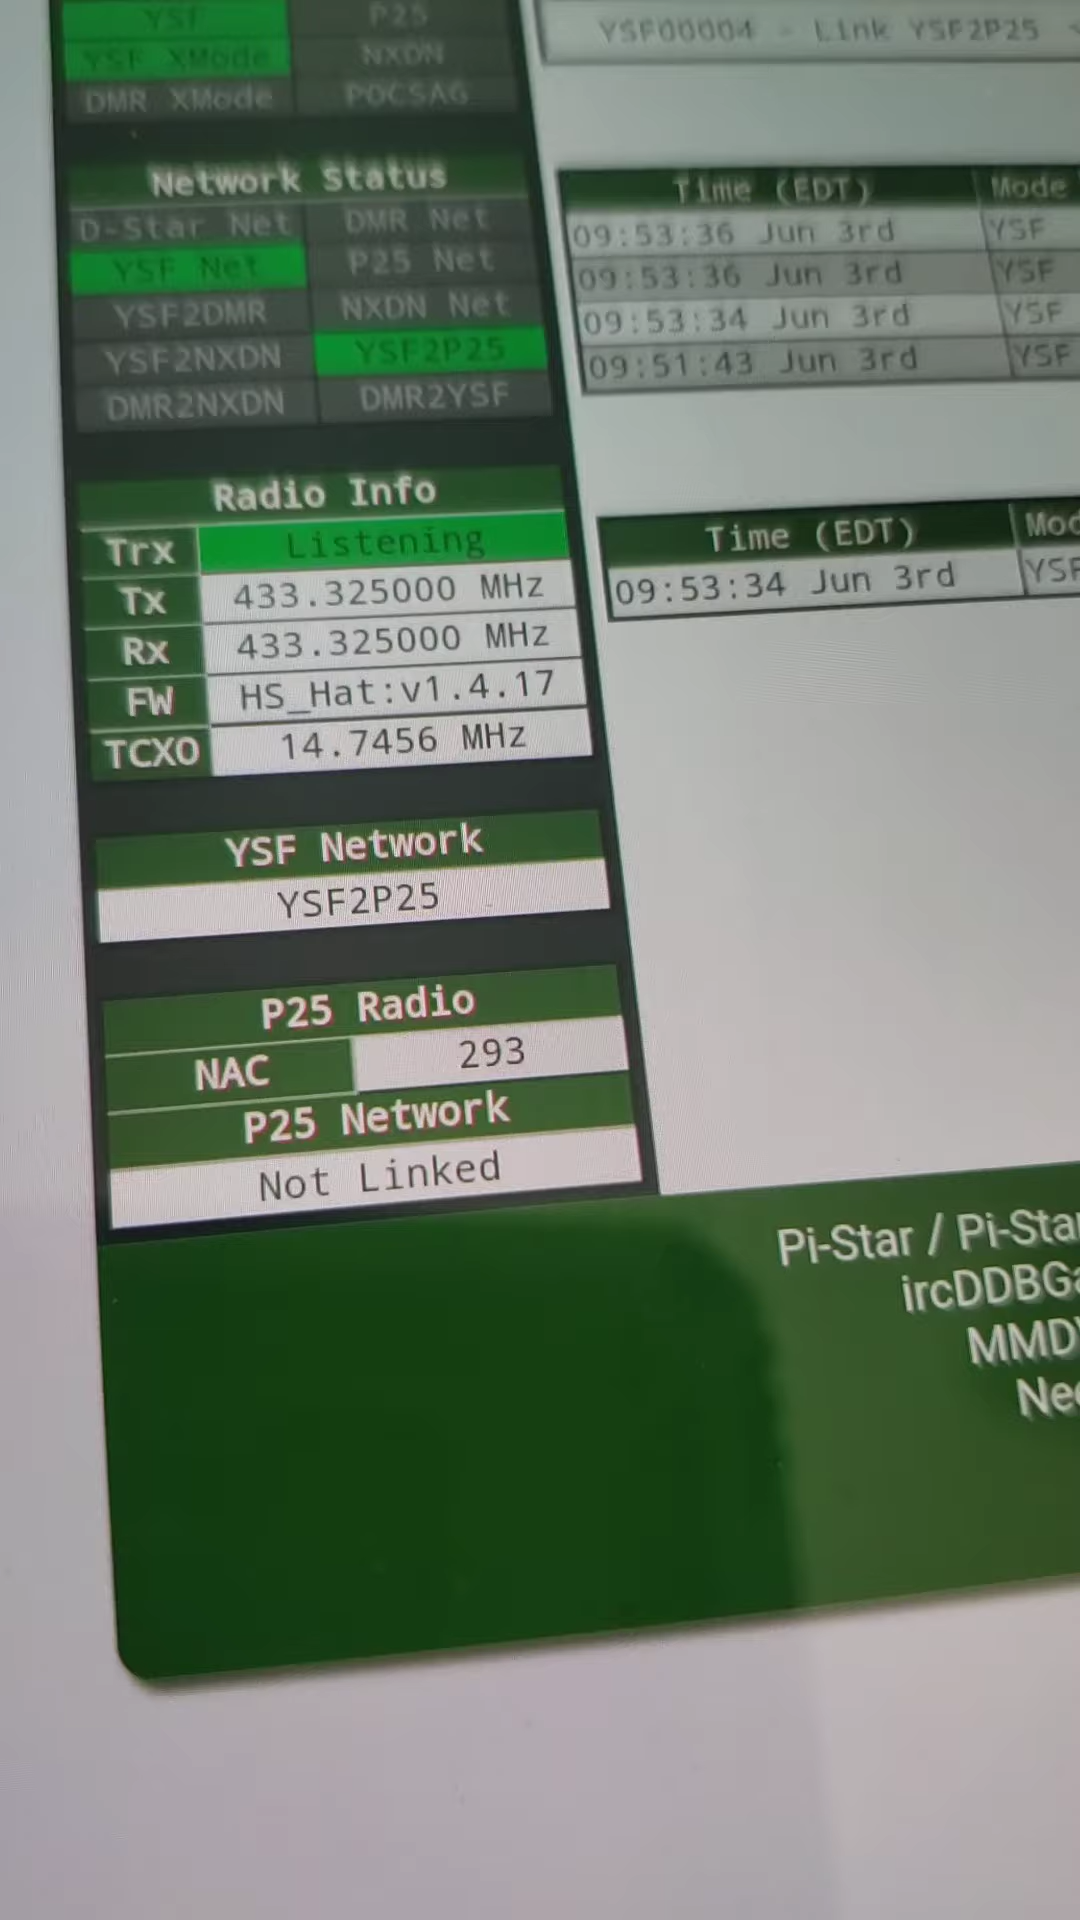 YSF P25
YSF XMode NXDN
DMR XMode POCSAG
YSF00004 - Link YSF2P25
Network Status
D-Star Net DMR Net
YSF Net P25 Net
YSF2DMR NXDN Net
YSF2NXDN YSF2P25
DMR2NXDN DMR2YSF
Time (EDT) Mode
09:53:36 Jun 3rd YSF
09:53:36 Jun 3rd YSF
09:53:34 Jun 3rd YSF
09:51:43 Jun 3rd YSF
Radio Info
Trx Listening
Tx 433.325000 MHz
Rx 433.325000 MHz
FW HS_Hat:v1.4.17
TCXO 14.7456 MHz
Time (EDT) Mod
09:53:34 Jun 3rd YSF
YSF Network
YSF2P25
P25 Radio
NAC 293
P25 Network
Not Linked
Pi-Star / Pi-Star
ircDDBGa
MMDV
Nee